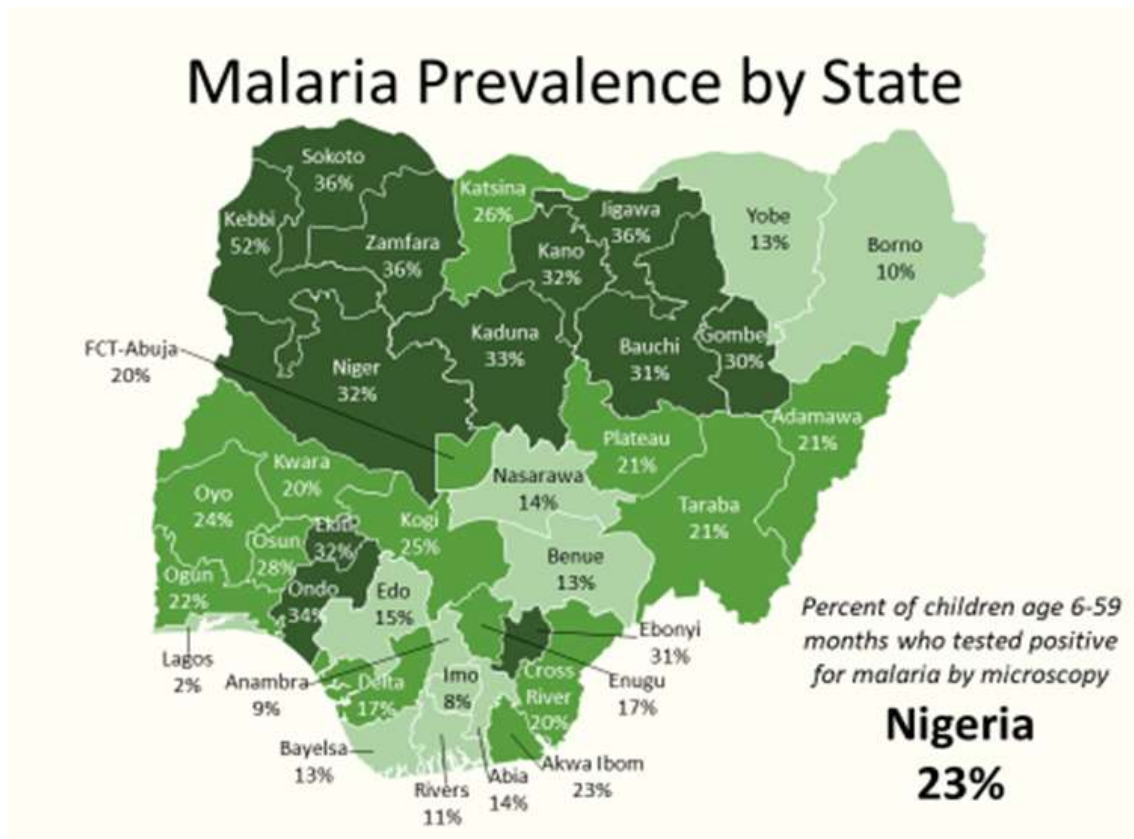 Malaria Prevalence by State
Sokoto
36%
Katsina
26%
Jigawa
36%
Yobe
13%
Borno
10%
Kebbi
52%
Zamfara
36%
Kano
32%
Kaduna
33%
Bauchi
31%
Gombe
30%
FCT-Abuja
20%
Niger
32%
Adamawa
21%
Plateau
21%
Kwara
20%
Nasarawa
14%
Oyo
24%
Taraba
21%
Kogi
25%
Ekiti
32%
Osun
28%
Benue
13%
Ogun
22%
Ondo
34%
Edo
15%
Percent of children age 6-59
months who tested positive
for malaria by microscopy
Nigeria
23%
Ebonyi
31%
Lagos
2%
Anambra
9%
Delta
17%
Imo
8%
Cross
River
20%
Enugu
17%
Bayelsa
13%
Rivers
11%
Abia
14%
Akwa Ibom
23%